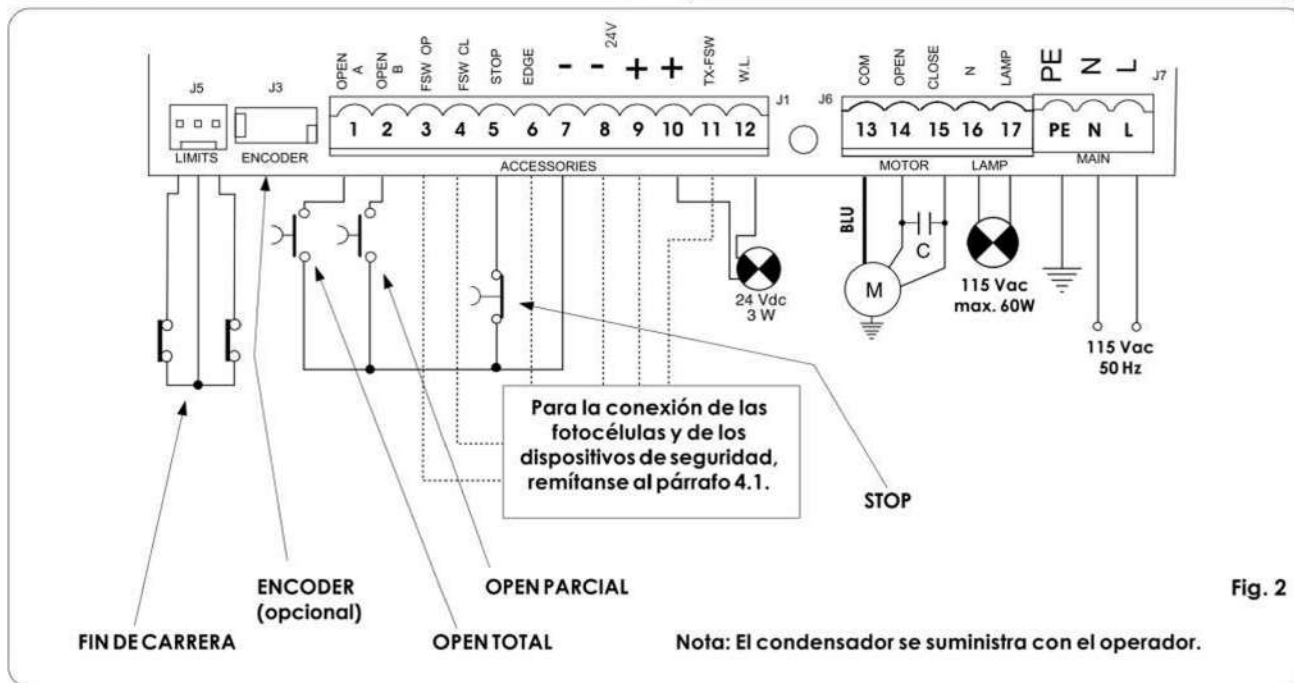 J5
J3
OPEN A
OPEN B
FSW OP
FSW CL
STOP
EDGE
-
-
24V
+
+
TX-FSW
W.L.
J1
J6
COM
OPEN
CLOSE
N
LAMP
PE
N
L
J7
1 2 3 4 5 6 7 8 9 10 11 12
13 14 15 16 17
PE N L
LIMITS
ENCODER
ACCESSORIES
MOTOR
LAMP
MAIN
BLU
C
M
24 Vdc
3 W
115 Vac
max. 60W
115 Vac
50 Hz
Para la conexión de las
fotocélulas y de los
dispositivos de seguridad,
remítanse al párrafo 4.1.
STOP
ENCODER
(opcional)
OPEN PARCIAL
Fig. 2
FIN DE CARRERA
OPEN TOTAL
Nota: El condensador se suministra con el operador.